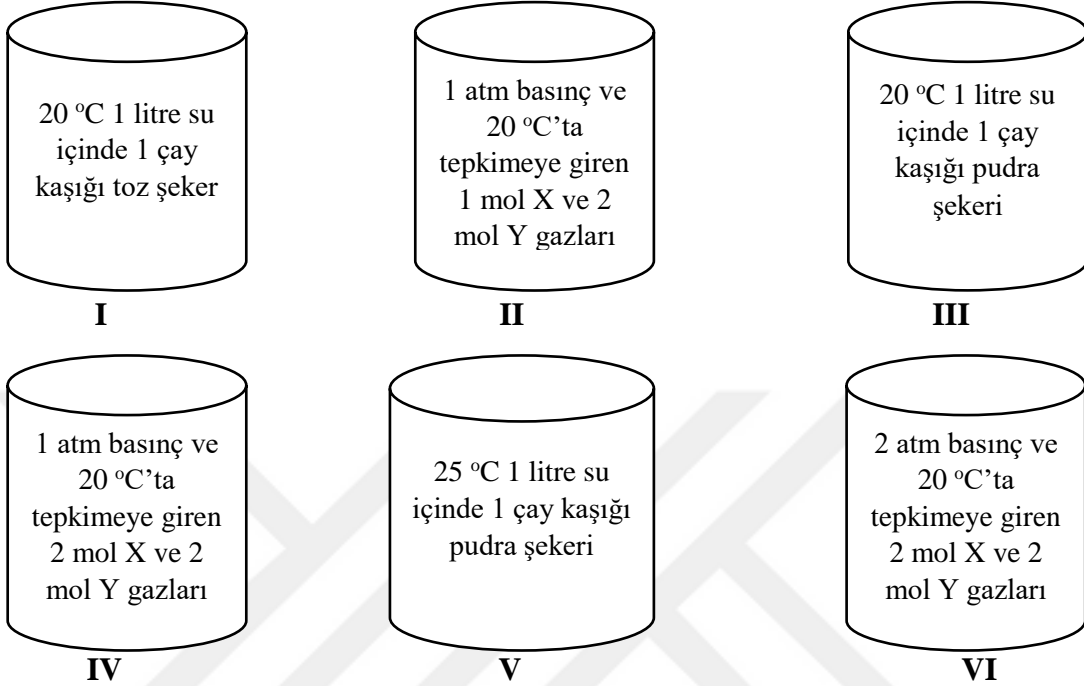 20 °C 1 litre su
içinde 1 çay
kaşığı toz şeker
I
1 atm basınç ve
20 °C’ta
tepkimeye giren
1 mol X ve 2
mol Y gazları
II
20 °C 1 litre su
içinde 1 çay
kaşığı pudra
şekeri
III
1 atm basınç ve
20 °C’ta
tepkimeye giren
2 mol X ve 2
mol Y gazları
IV
25 °C 1 litre su
içinde 1 çay kaşığı
pudra şekeri
V
2 atm basınç ve
20 °C’ta
tepkimeye giren
2 mol X ve 2
mol Y gazları
VI